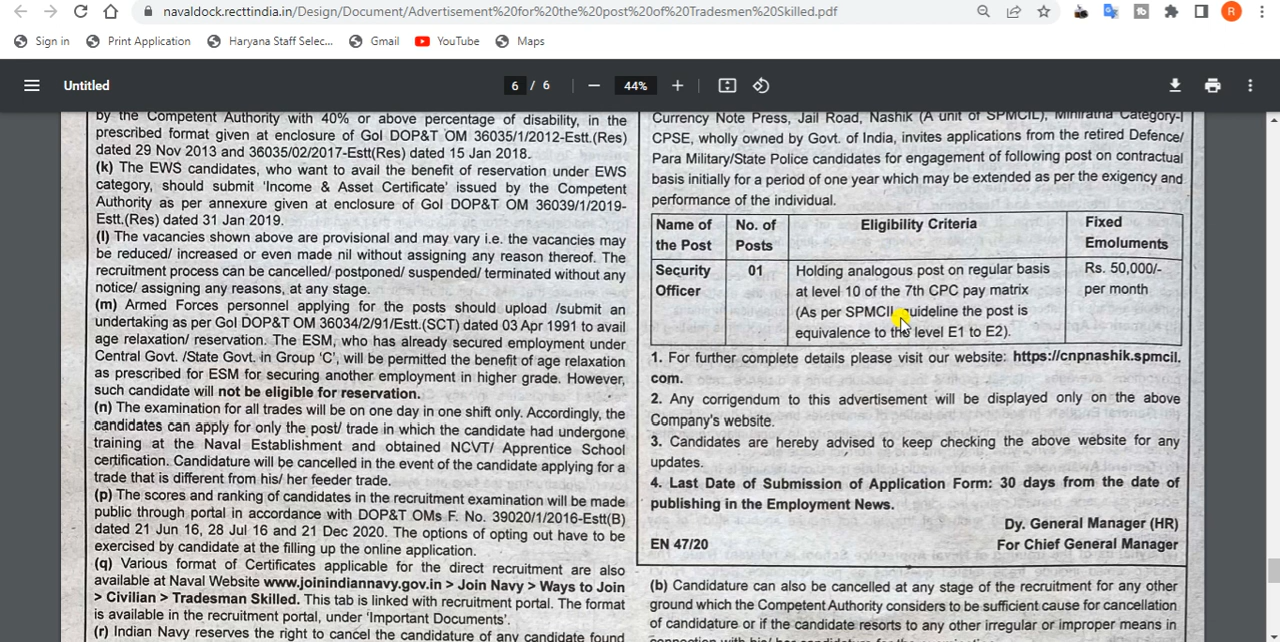 navaldock.recttindia.in/Design/Document/Advertisement%20for%20the%20post%20of%20Tradesmen%20Skilled.pdf
R
Sign in
Print Application
Haryana Staff Selec...
Gmail
YouTube
Maps
Untitled
6 / 6
44%
by the Competent Authority with 40% or above percentage of disability, in the
prescribed format given at enclosure of GoI DOP&T OM 36035/1/2012-Estt.(Res)
dated 29 Nov 2013 and 36035/02/2017-Estt(Res) dated 15 Jan 2018.
(k) The EWS candidates, who want to avail the benefit of reservation under EWS
category, should submit 'Income & Asset Certificate' issued by the Competent
Authority as per annexure given at enclosure of GoI DOP&T OM 36039/1/2019-
Estt.(Res) dated 31 Jan 2019.
(l) The vacancies shown above are provisional and may vary i.e. the vacancies may
be reduced/ increased or even made nil without assigning any reason thereof. The
recruitment process can be cancelled/ postponed/ suspended/ terminated without any
notice/ assigning any reasons, at any stage.
(m) Armed Forces personnel applying for the posts should upload /submit an
undertaking as per GoI DOP&T OM 36034/2/91/Estt.(SCT) dated 03 Apr 1991 to avail
age relaxation/ reservation. The ESM, who has already secured employment under
Central Govt. /State Govt. in Group 'C', will be permitted the benefit of age relaxation
as prescribed for ESM for securing another employment in higher grade. However,
such candidate will not be eligible for reservation.
(n) The examination for all trades will be on one day in one shift only. Accordingly, the
candidates can apply for only the post/ trade in which the candidate had undergone
training at the Naval Establishment and obtained NCVT/ Apprentice School
certification. Candidature will be cancelled in the event of the candidate applying for a
trade that is different from his/ her feeder trade.
(p) The scores and ranking of candidates in the recruitment examination will be made
public through portal in accordance with DOP&T OMs F. No. 39020/1/2016-Estt(B)
dated 21 Jun 16, 28 Jul 16 and 21 Dec 2020. The options of opting out have to be
exercised by candidate at the filling up the online application.
(q) Various format of Certificates applicable for the direct recruitment are also
available at Naval Website www.joinindiannavy.gov.in > Join Navy > Ways to Join
> Civilian > Tradesman Skilled. This tab is linked with recruitment portal. The format
is available in the recruitment portal, under 'Important Documents'.
(r) Indian Navy reserves the right to cancel the candidature of any candidate found
Currency Note Press, Jail Road, Nashik (A unit of SPMCIL), Miniratna Category-I
CPSE, wholly owned by Govt. of India, invites applications from the retired Defence/
Para Military/State Police candidates for engagement of following post on contractual
basis initially for a period of one year which may be extended as per the exigency and
performance of the individual.
Name of the Post No. of Posts Eligibility Criteria Fixed Emoluments
Security Officer 01 Holding analogous post on regular basis Rs. 50,000/-
at level 10 of the 7th CPC pay matrix per month
(As per SPMCIL guideline the post is
equivalence to the level E1 to E2).
1. For further complete details please visit our website: https://cnpnashik.spmcil.
com.
2. Any corrigendum to this advertisement will be displayed only on the above
Company's website.
3. Candidates are hereby advised to keep checking the above website for any
updates.
4. Last Date of Submission of Application Form: 30 days from the date of
publishing in the Employment News.
Dy. General Manager (HR)
EN 47/20 For Chief General Manager
(b) Candidature can also be cancelled at any stage of the recruitment for any other
ground which the Competent Authority considers to be sufficient cause for cancellation
of candidature or if the candidate resorts to any other irregular or improper means in